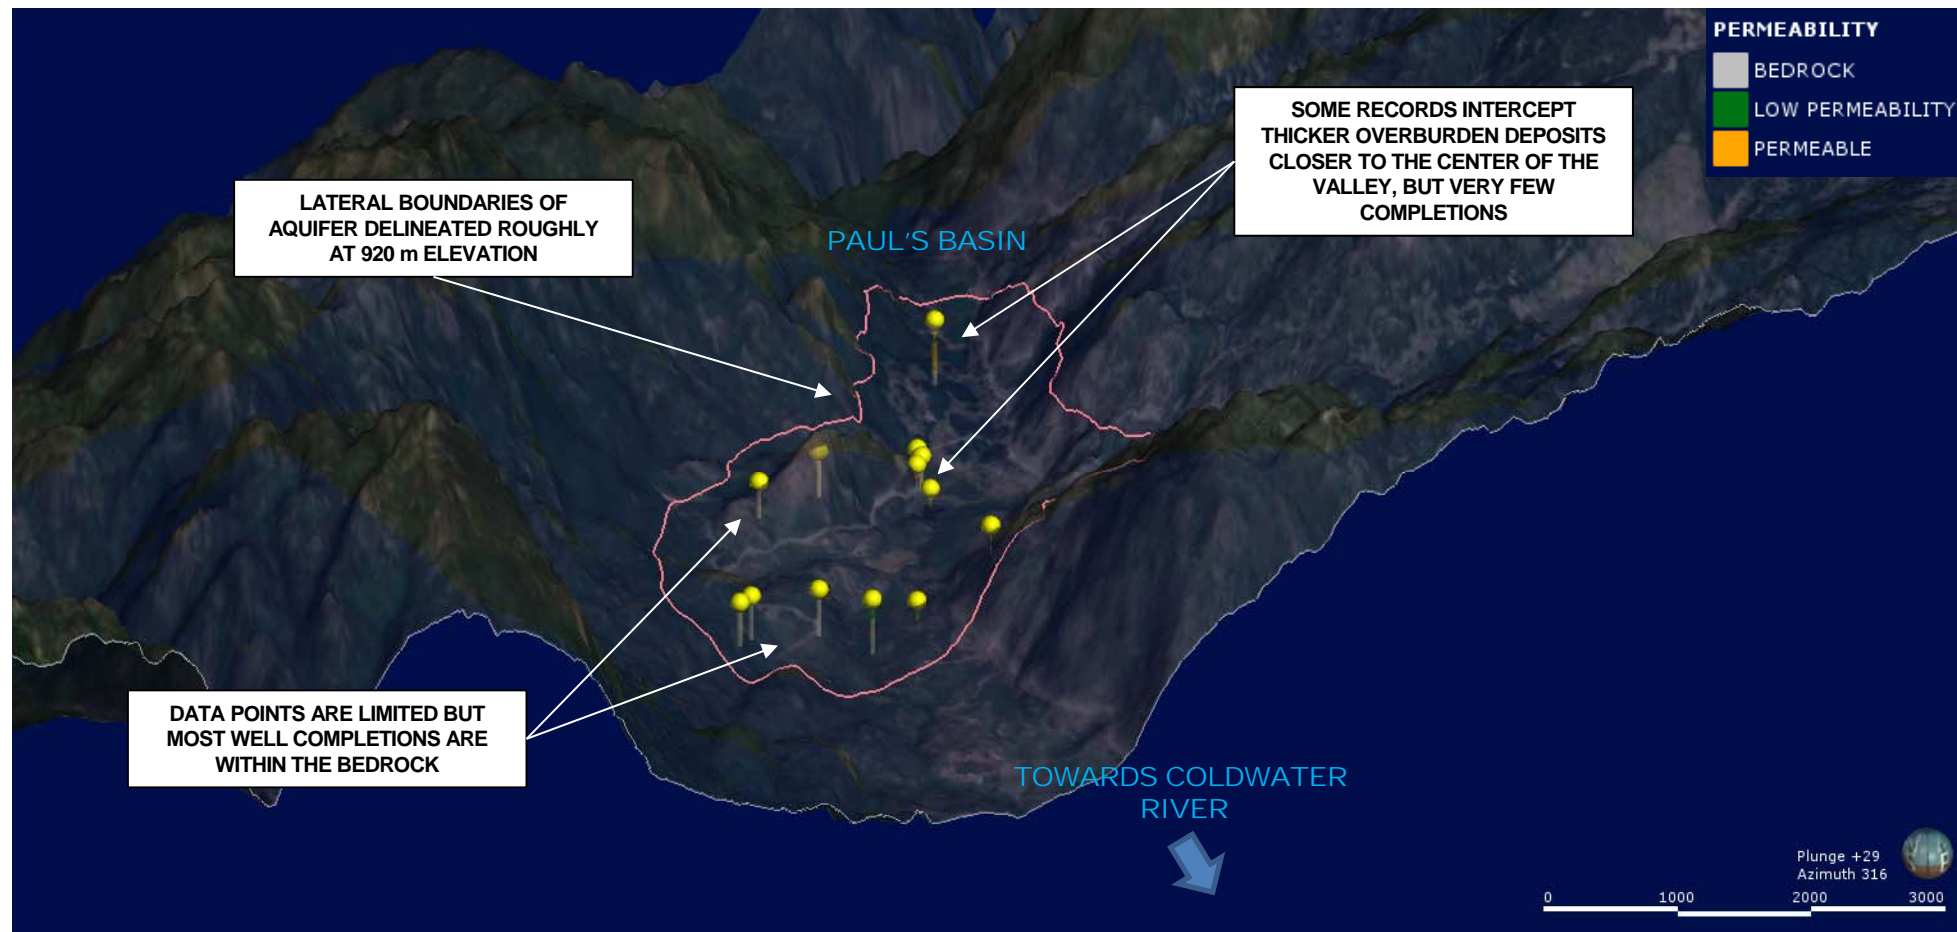 PERMEABILITY
BEDROCK
LOW PERMEABILITY
PERMEABLE
SOME RECORDS INTERCEPT
THICKER OVERBURDEN DEPOSITS
CLOSER TO THE CENTER OF THE
VALLEY, BUT VERY FEW
COMPLETIONS
LATERAL BOUNDARIES OF
AQUIFER DELINEATED ROUGHLY
AT 920 m ELEVATION
PAUL'S BASIN
DATA POINTS ARE LIMITED BUT
MOST WELL COMPLETIONS ARE
WITHIN THE BEDROCK
TOWARDS COLDWATER
RIVER
Plunge +29
Azimuth 316
0 1000 2000 3000